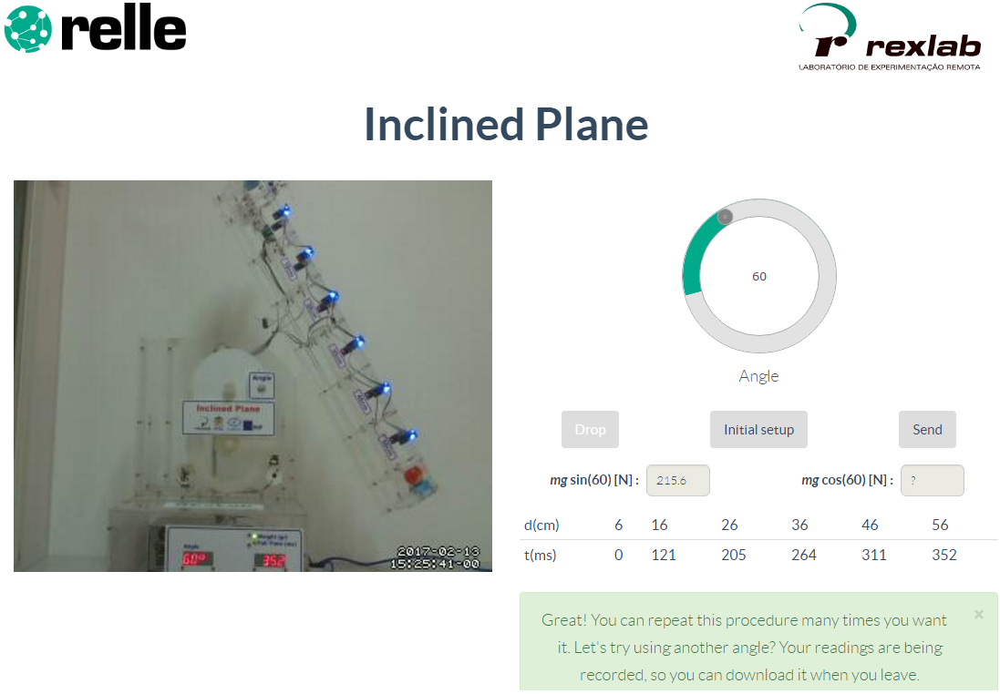 relle
rexlab
LABORATÓRIO DE EXPERIMENTAÇÃO REMOTA
Inclined Plane
Angle
Inclined Plane
Angle
60
352
2017-02-13
15:25:41-00
60
Angle
Drop Initial setup Send
mg sin(60) [N] : 215.6 mg cos(60) [N] : ?
d(cm) 6 16 26 36 46 56
t(ms) 0 121 205 264 311 352
Great! You can repeat this procedure many times you want ×
it. Let's try using another angle? Your readings are being
recorded, so you can download it when you leave.